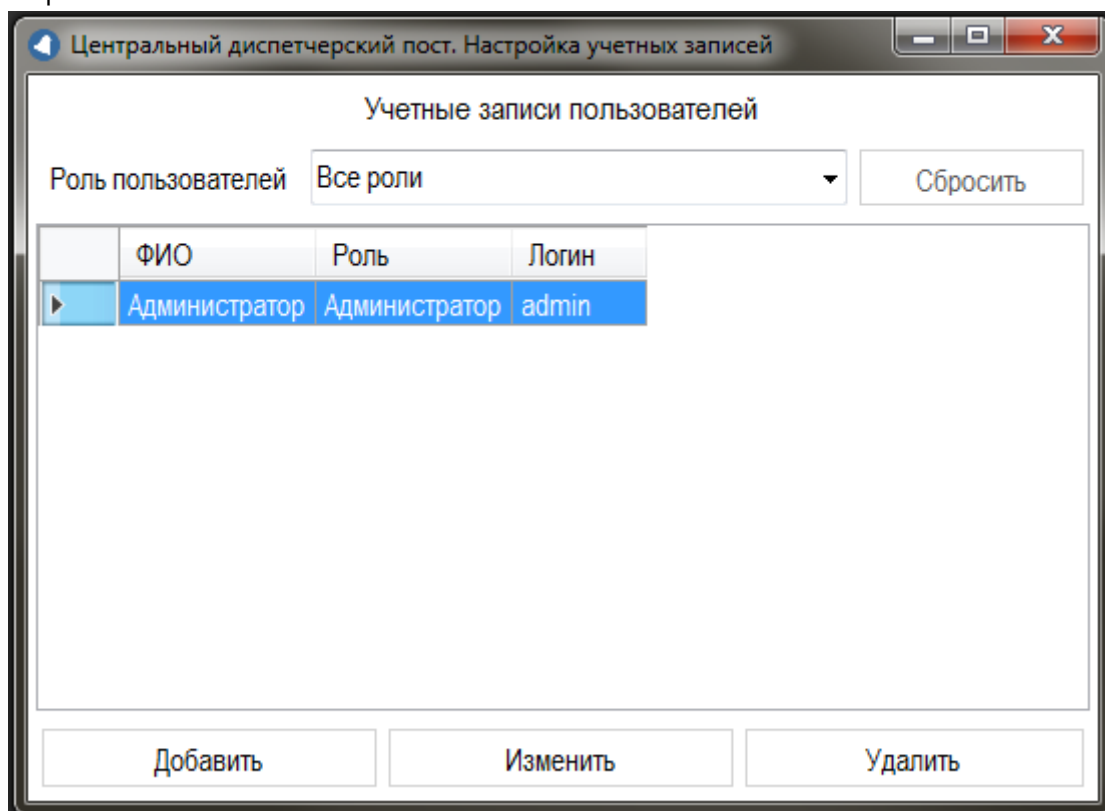 Центральный диспетчерский пост. Настройка учетных записей
Учетные записи пользователей
Роль пользователей Все роли Сбросить
ФИО Роль Логин
Администратор Администратор admin
Добавить Изменить Удалить